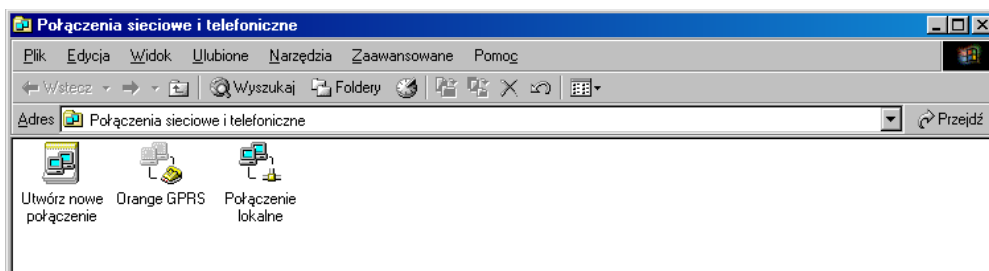 Połączenia sieciowe i telefoniczne
Plik Edycja Widok Ulubione Narzędzia Zaawansowane Pomoc
Wstecz Wyszukaj Foldery
Adres Połączenia sieciowe i telefoniczne Przejdź
Utwórz nowe połączenie
Orange GPRS
Połączenie lokalne